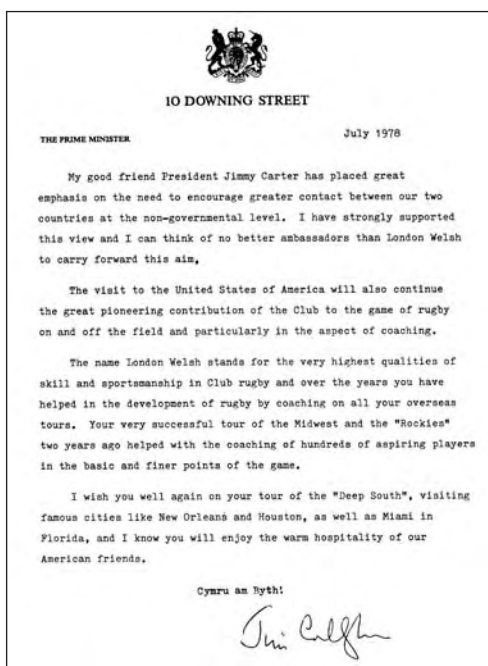 10 DOWNING STREET
THE PRIME MINISTER
July 1978
My good friend President Jimmy Carter has placed great
emphasis on the need to encourage greater contact between our two
countries at the non-governmental level. I have strongly supported
this view and I can think of no better ambassadors than London Welsh
to carry forward this aim.
The visit to the United States of America will also continue
the great pioneering contribution of the Club to the game of rugby
on and off the field and particularly in the aspect of coaching.
The name London Welsh stands for the very highest qualities of
skill and sportsmanship in Club rugby and over the years you have
helped in the development of rugby by coaching on all your overseas
tours. Your very successful tour of the Midwest and the "Rockies"
two years ago helped with the coaching of hundreds of aspiring players
in the basic and finer points of the game.
I wish you well again on your tour of the "Deep South", visiting
famous cities like New Orleans and Houston, as well as Miami in
Florida, and I know you will enjoy the warm hospitality of our
American friends.
Cymru am Byth!
Jim Callaghan